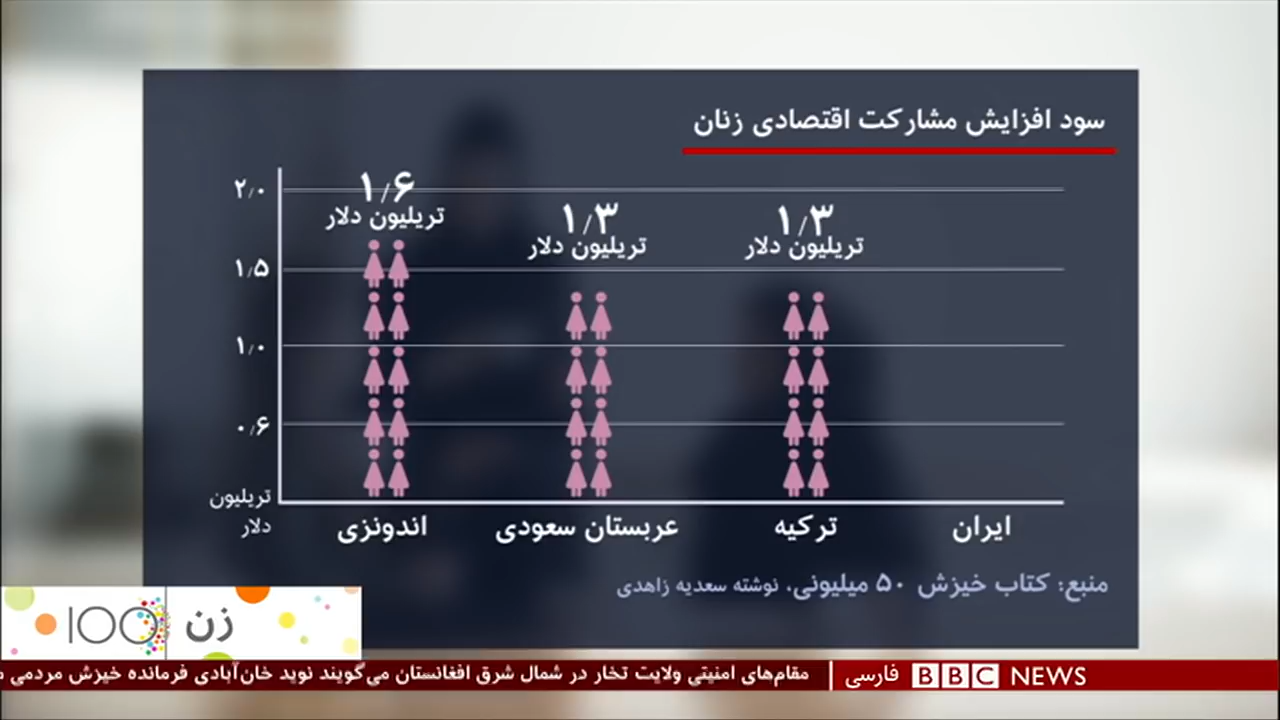 سود افزایش مشارکت اقتصادی زنان
۲/۰
۱/۵
۱/۰
۰/۶
تریلیون
دلار
۱/۶
تریلیون دلار
۱/۳
تریلیون دلار
۱/۳
تریلیون دلار
اندونزی
عربستان سعودی
ترکیه
ایران
منبع: کتاب خیزش ۵۰ میلیونی، نوشته سعدیه زاهدی
100 زن
BBC NEWS فارسی
مقام‌های امنیتی ولایت تخار در شمال شرق افغانستان می‌گویند نوید خان‌آبادی فرمانده خیزش مردمی